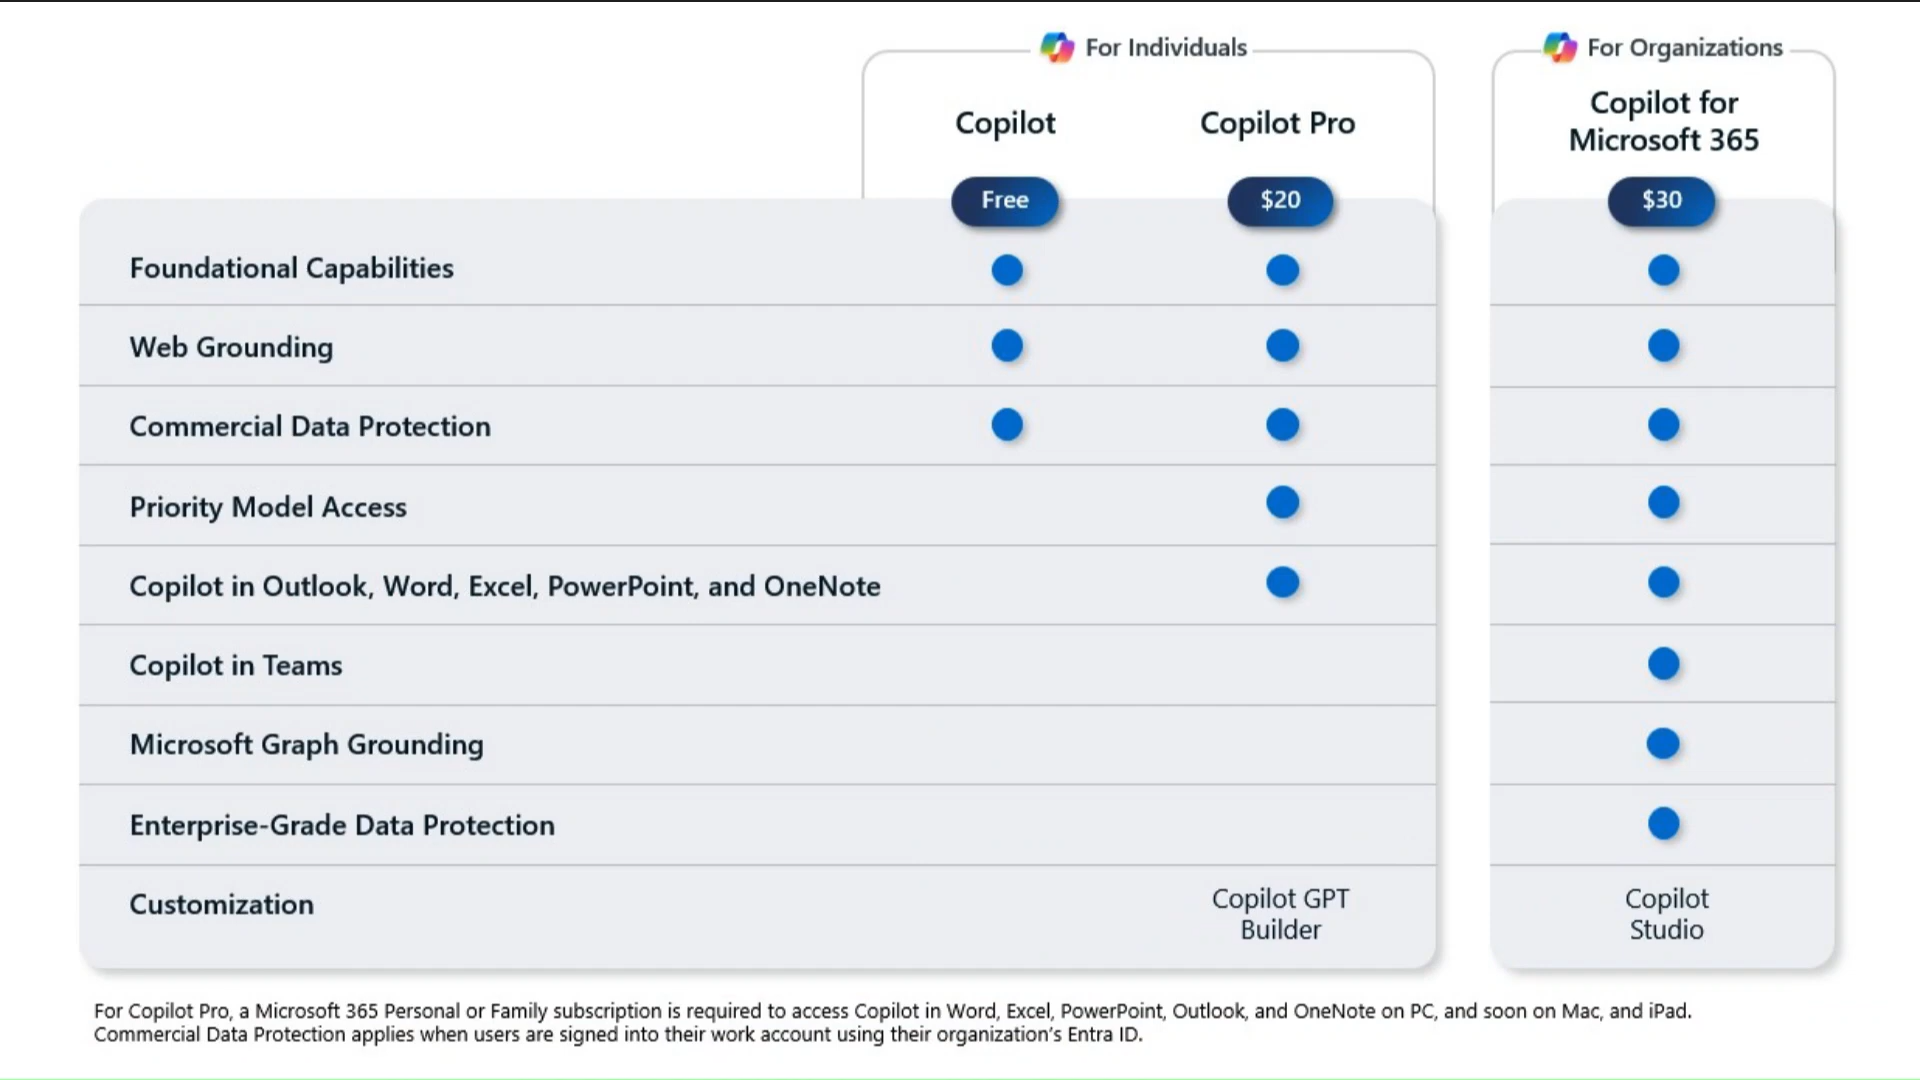 For Individuals
For Organizations
Copilot
Copilot Pro
Copilot for
Microsoft 365
Free
$20
$30
Foundational Capabilities
Web Grounding
Commercial Data Protection
Priority Model Access
Copilot in Outlook, Word, Excel, PowerPoint, and OneNote
Copilot in Teams
Microsoft Graph Grounding
Enterprise-Grade Data Protection
Customization
Copilot GPT
Builder
Copilot
Studio
For Copilot Pro, a Microsoft 365 Personal or Family subscription is required to access Copilot in Word, Excel, PowerPoint, Outlook, and OneNote on PC, and soon on Mac, and iPad.
Commercial Data Protection applies when users are signed into their work account using their organization’s Entra ID.